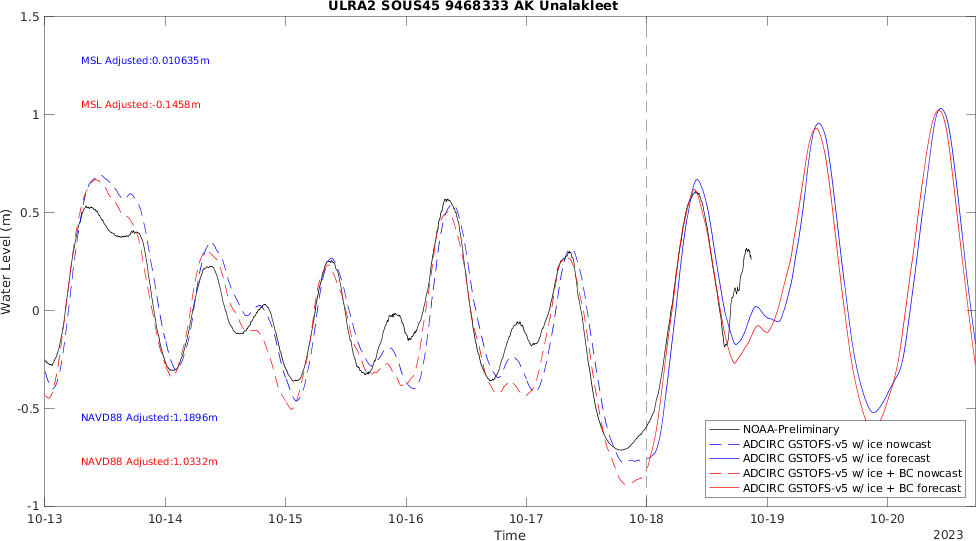 ULRA2 SOUS45 9468333 AK Unalakleet
1.5
1
0.5
0
-0.5
-1
Water Level (m)
MSL Adjusted:0.010635m
MSL Adjusted:-0.1458m
NAVD88 Adjusted:1.1896m
NAVD88 Adjusted:1.0332m
NOAA-Preliminary
ADCIRC GSTOFS-v5 w/ ice nowcast
ADCIRC GSTOFS-v5 w/ ice forecast
ADCIRC GSTOFS-v5 w/ ice + BC nowcast
ADCIRC GSTOFS-v5 w/ ice + BC forecast
10-13 10-14 10-15 10-16 10-17 10-18 10-19 10-20
Time
2023